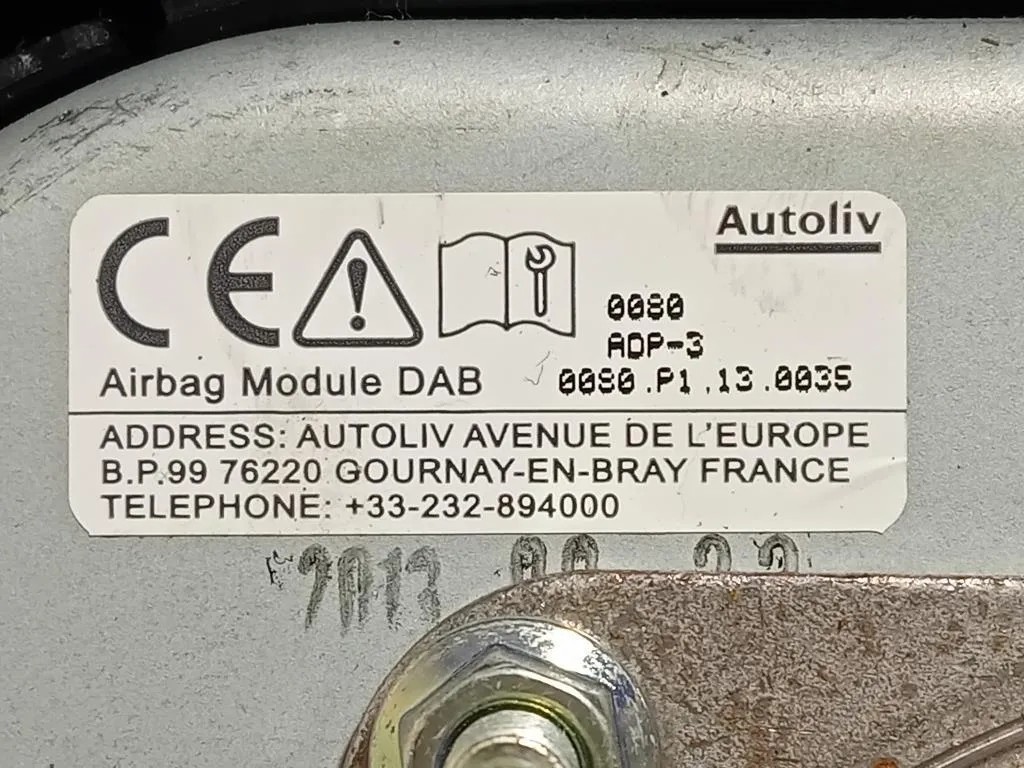 CE
Autoliv
0080
ADP-3
Airbag Module DAB
0080.P1.13.0035
ADDRESS: AUTOLIV AVENUE DE L'EUROPE
B.P.99 76220 GOURNAY-EN-BRAY FRANCE
TELEPHONE: +33-232-894000